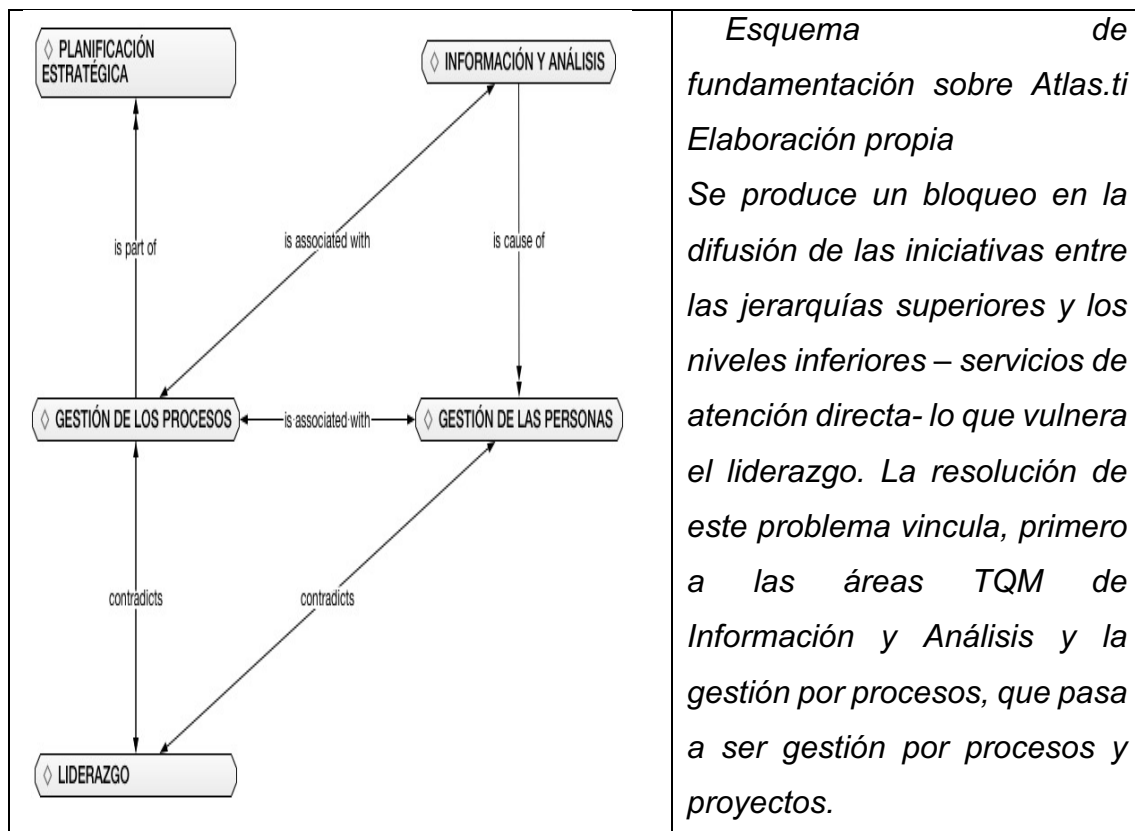 ◇ PLANIFICACIÓN
ESTRATÉGICA
◇ INFORMACIÓN Y ANÁLISIS
is part of
is associated with
is cause of
◇ GESTIÓN DE LOS PROCESOS
is associated with
◇ GESTIÓN DE LAS PERSONAS
contradicts
contradicts
◇ LIDERAZGO
Esquema de
fundamentación sobre Atlas.ti
Elaboración propia
Se produce un bloqueo en la
difusión de las iniciativas entre
las jerarquías superiores y los
niveles inferiores – servicios de
atención directa- lo que vulnera
el liderazgo. La resolución de
este problema vincula, primero
a las áreas TQM de
Información y Análisis y la
gestión por procesos, que pasa
a ser gestión por procesos y
proyectos.